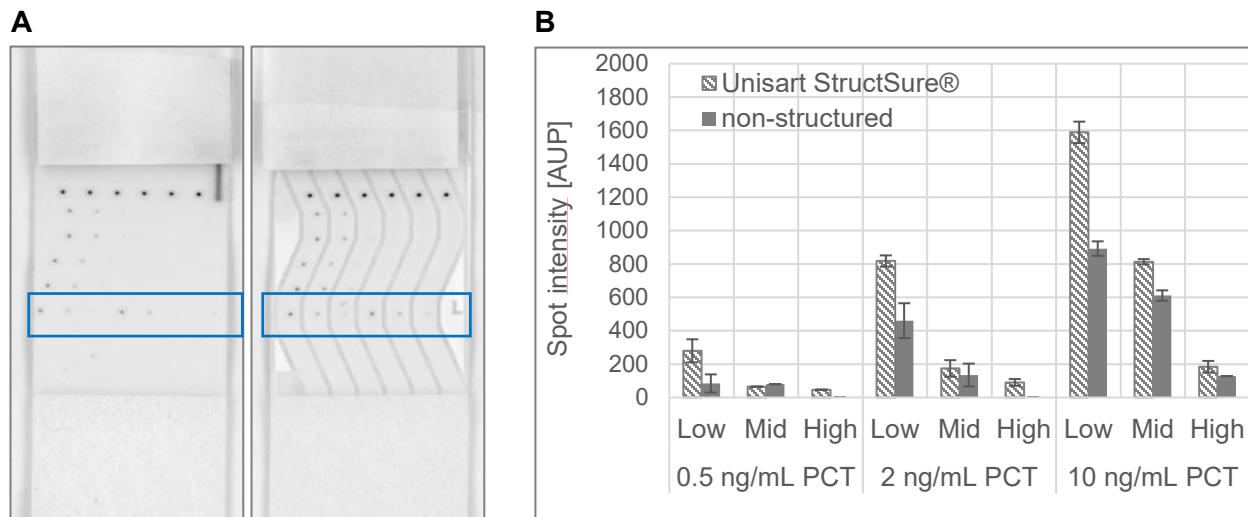 A
B
L
Spot intensity [AUP]
2000
1800
1600
1400
1200
1000
800
600
400
200
0
Unisart StructSure®
non-structured
Low Mid High Low Mid High Low Mid High
0.5 ng/mL PCT 2 ng/mL PCT 10 ng/mL PCT